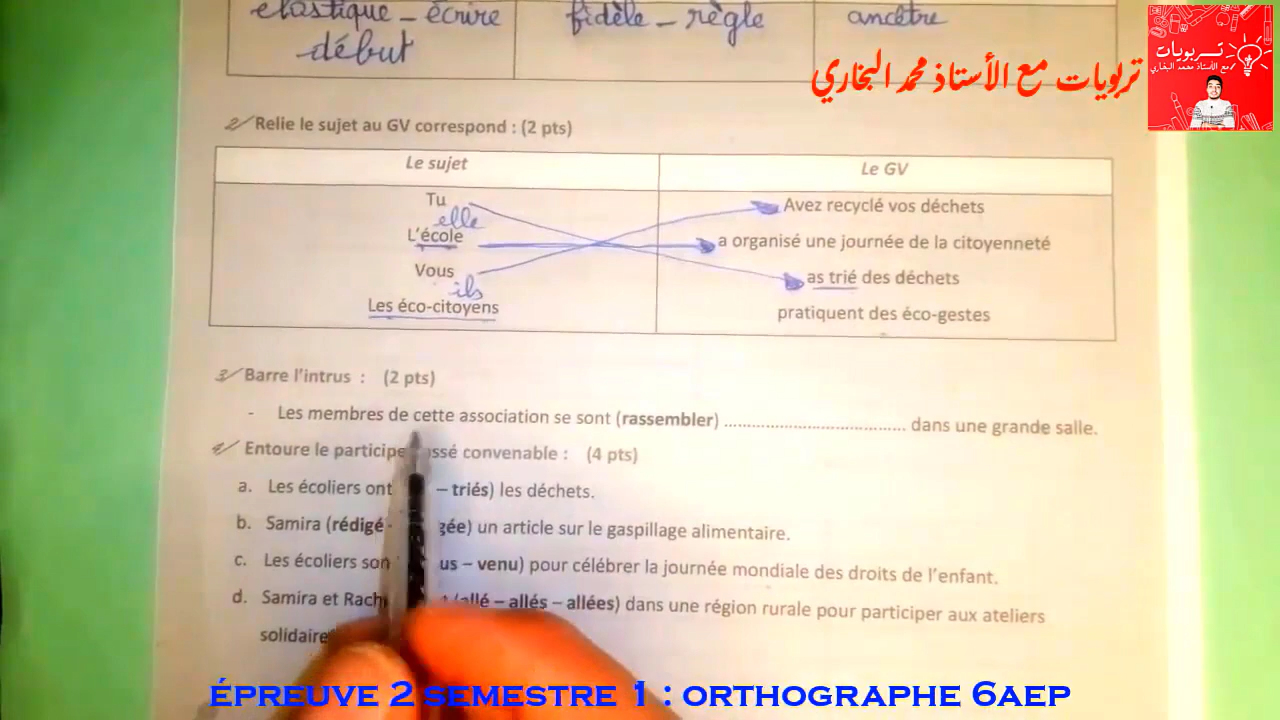 élastique – écrire fidèle – règle ancêtre
début
تربويات مع الأستاذ محمد البخاري
تربويات
مع الأستاذ محمد البخاري
2/ Relie le sujet au GV correspond : (2 pts)
Le sujet Le GV
Tu Avez recyclé vos déchets
elle
L'école a organisé une journée de la citoyenneté
Vous as trié des déchets
ils
Les éco-citoyens pratiquent des éco-gestes
3/ Barre l'intrus : (2 pts)
- Les membres de cette association se sont (rassembler) ...................................... dans une grande salle.
4/ Entoure le participe convenable : (4 pts)
a. Les écoliers ont – triés) les déchets.
b. Samira (rédigé - un article sur le gaspillage alimentaire.
c. Les écoliers – venu) pour célébrer la journée mondiale des droits de l'enfant.
d. Samira et (allé – allés – allées) dans une région rurale pour participer aux ateliers
ÉPREUVE 2 SEMESTRE 1 : ORTHOGRAPHE 6AEP